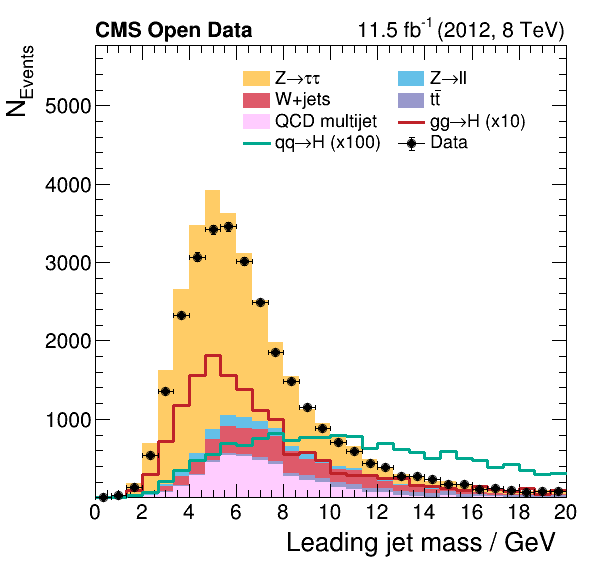 CMS Open Data 11.5 fb⁻¹ (2012, 8 TeV)
N_Events
Z→ττ Z→ll
W+jets tt̄
QCD multijet gg→H (x10)
qq→H (x100) Data
5000
4000
3000
2000
1000
0 2 4 6 8 10 12 14 16 18 20
Leading jet mass / GeV